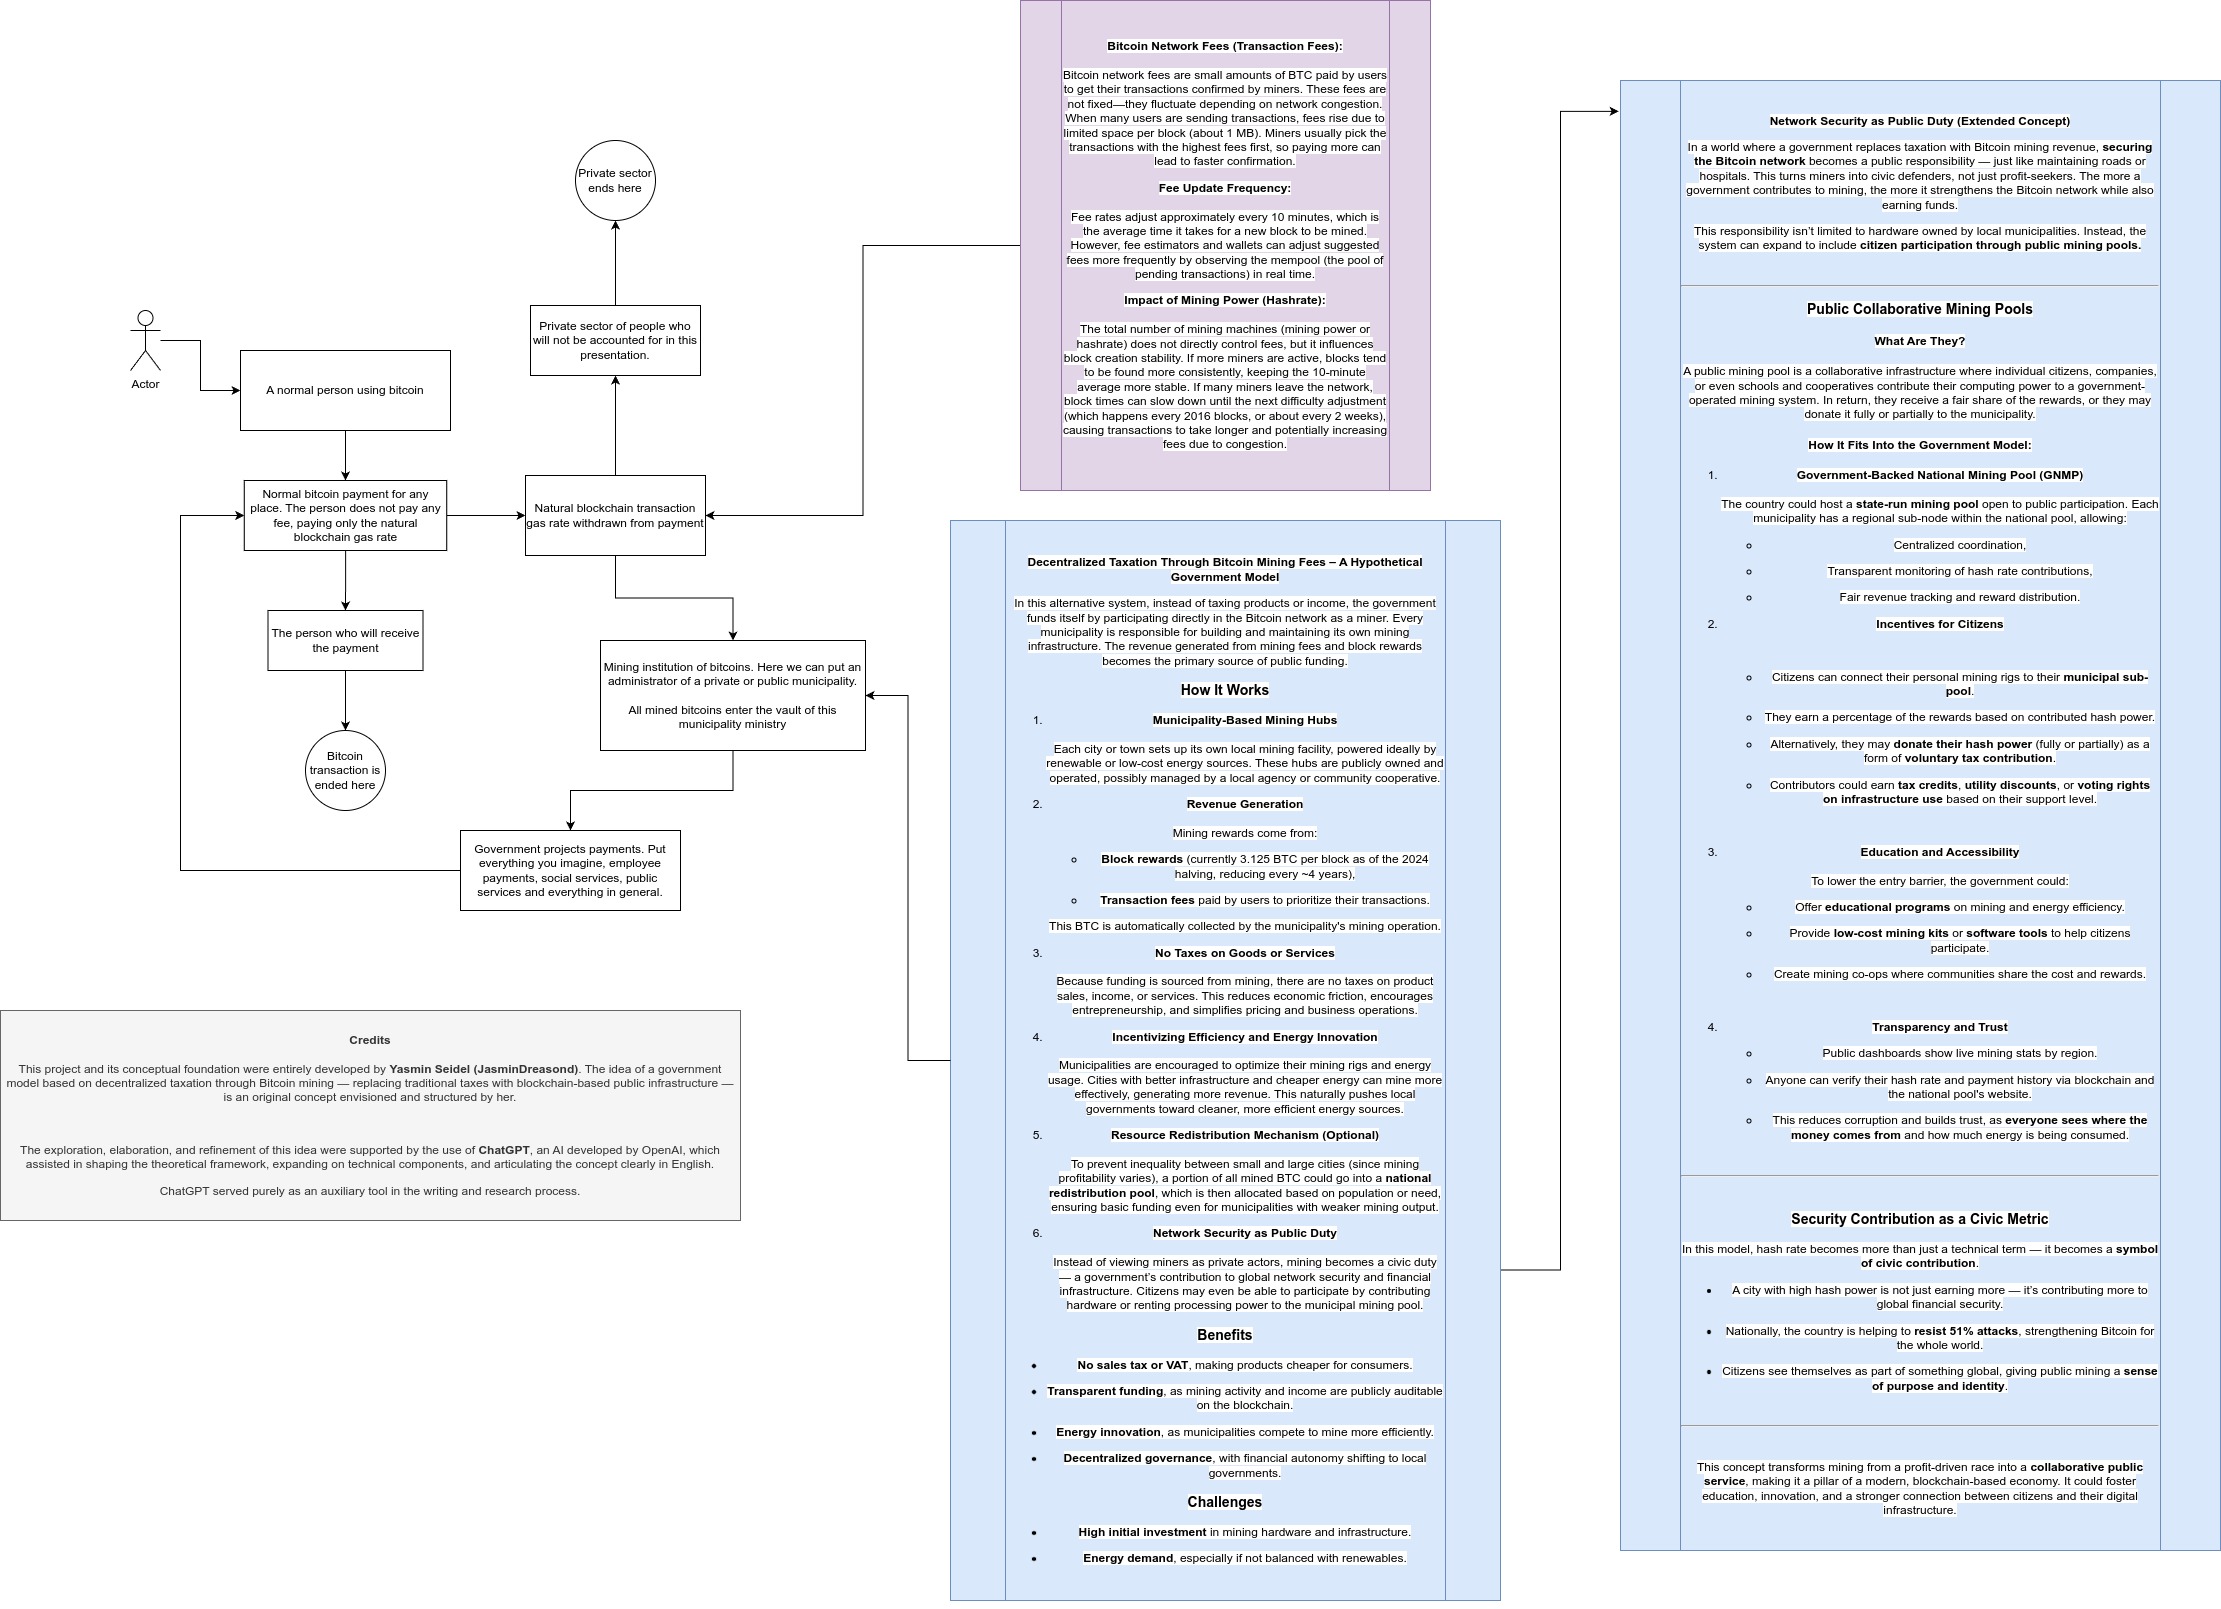 Actor
A normal person using bitcoin
Normal bitcoin payment for any
place. The person does not pay any
fee, paying only the natural
blockchain gas rate
The person who will receive
the payment
Bitcoin
transaction is
ended here
Private sector
ends here
Private sector of people who
will not be accounted for in this
presentation.
Natural blockchain transaction
gas rate withdrawn from payment
Mining institution of bitcoins. Here we can put an
administrator of a private or public municipality.
All mined bitcoins enter the vault of this
municipality ministry
Government projects payments. Put
everything you imagine, employee
payments, social services, public
services and everything in general.
Credits
This project and its conceptual foundation were entirely developed by Yasmin Seidel (JasminDreasond). The idea of a government
model based on decentralized taxation through Bitcoin mining — replacing traditional taxes with blockchain-based public infrastructure —
is an original concept envisioned and structured by her.
The exploration, elaboration, and refinement of this idea were supported by the use of ChatGPT, an AI developed by OpenAI, which
assisted in shaping the theoretical framework, expanding on technical components, and articulating the concept clearly in English.
ChatGPT served purely as an auxiliary tool in the writing and research process.
Bitcoin Network Fees (Transaction Fees):
Bitcoin network fees are small amounts of BTC paid by users
to get their transactions confirmed by miners. These fees are
not fixed—they fluctuate depending on network congestion.
When many users are sending transactions, fees rise due to
limited space per block (about 1 MB). Miners usually pick the
transactions with the highest fees first, so paying more can
lead to faster confirmation.
Fee Update Frequency:
Fee rates adjust approximately every 10 minutes, which is
the average time it takes for a new block to be mined.
However, fee estimators and wallets can adjust suggested
fees more frequently by observing the mempool (the pool of
pending transactions) in real time.
Impact of Mining Power (Hashrate):
The total number of mining machines (mining power or
hashrate) does not directly control fees, but it influences
block creation stability. If more miners are active, blocks tend
to be found more consistently, keeping the 10-minute
average more stable. If many miners leave the network,
block times can slow down until the next difficulty adjustment
(which happens every 2016 blocks, or about every 2 weeks),
causing transactions to take longer and potentially increasing
fees due to congestion.
Decentralized Taxation Through Bitcoin Mining Fees – A Hypothetical
Government Model
In this alternative system, instead of taxing products or income, the government
funds itself by participating directly in the Bitcoin network as a miner. Every
municipality is responsible for building and maintaining its own mining
infrastructure. The revenue generated from mining fees and block rewards
becomes the primary source of public funding.
How It Works
1. Municipality-Based Mining Hubs
Each city or town sets up its own local mining facility, powered ideally by
renewable or low-cost energy sources. These hubs are publicly owned and
operated, possibly managed by a local agency or community cooperative.
2. Revenue Generation
Mining rewards come from:
Block rewards (currently 3.125 BTC per block as of the 2024
halving, reducing every ~4 years),
Transaction fees paid by users to prioritize their transactions.
This BTC is automatically collected by the municipality's mining operation.
3. No Taxes on Goods or Services
Because funding is sourced from mining, there are no taxes on product
sales, income, or services. This reduces economic friction, encourages
entrepreneurship, and simplifies pricing and business operations.
4. Incentivizing Efficiency and Energy Innovation
Municipalities are encouraged to optimize their mining rigs and energy
usage. Cities with better infrastructure and cheaper energy can mine more
effectively, generating more revenue. This naturally pushes local
governments toward cleaner, more efficient energy sources.
5. Resource Redistribution Mechanism (Optional)
To prevent inequality between small and large cities (since mining
profitability varies), a portion of all mined BTC could go into a national
redistribution pool, which is then allocated based on population or need,
ensuring basic funding even for municipalities with weaker mining output.
6. Network Security as Public Duty
Instead of viewing miners as private actors, mining becomes a civic duty
— a government's contribution to global network security and financial
infrastructure. Citizens may even be able to participate by contributing
hardware or renting processing power to the municipal mining pool.
Benefits
No sales tax or VAT, making products cheaper for consumers.
Transparent funding, as mining activity and income are publicly auditable
on the blockchain.
Energy innovation, as municipalities compete to mine more efficiently.
Decentralized governance, with financial autonomy shifting to local
governments.
Challenges
High initial investment in mining hardware and infrastructure.
Energy demand, especially if not balanced with renewables.
Network Security as Public Duty (Extended Concept)
In a world where a government replaces taxation with Bitcoin mining revenue, securing
the Bitcoin network becomes a public responsibility — just like maintaining roads or
hospitals. This turns miners into civic defenders, not just profit-seekers. The more a
government contributes to mining, the more it strengthens the Bitcoin network while also
earning funds.
This responsibility isn't limited to hardware owned by local municipalities. Instead, the
system can expand to include citizen participation through public mining pools.
Public Collaborative Mining Pools
What Are They?
A public mining pool is a collaborative infrastructure where individual citizens, companies,
or even schools and cooperatives contribute their computing power to a government-
operated mining system. In return, they receive a fair share of the rewards, or they may
donate it fully or partially to the municipality.
How It Fits Into the Government Model:
1. Government-Backed National Mining Pool (GNMP)
The country could host a state-run mining pool open to public participation. Each
municipality has a regional sub-node within the national pool, allowing:
Centralized coordination,
Transparent monitoring of hash rate contributions,
Fair revenue tracking and reward distribution.
2. Incentives for Citizens
Citizens can connect their personal mining rigs to their municipal sub-
pool.
They earn a percentage of the rewards based on contributed hash power.
Alternatively, they may donate their hash power (fully or partially) as a
form of voluntary tax contribution.
Contributors could earn tax credits, utility discounts, or voting rights
on infrastructure use based on their support level.
3. Education and Accessibility
To lower the entry barrier, the government could:
Offer educational programs on mining and energy efficiency.
Provide low-cost mining kits or software tools to help citizens
participate.
Create mining co-ops where communities share the cost and rewards.
4. Transparency and Trust
Public dashboards show live mining stats by region.
Anyone can verify their hash rate and payment history via blockchain and
the national pool's website.
This reduces corruption and builds trust, as everyone sees where the
money comes from and how much energy is being consumed.
Security Contribution as a Civic Metric
In this model, hash rate becomes more than just a technical term — it becomes a symbol
of civic contribution.
A city with high hash power is not just earning more — it's contributing more to
global financial security.
Nationally, the country is helping to resist 51% attacks, strengthening Bitcoin for
the whole world.
Citizens see themselves as part of something global, giving public mining a sense
of purpose and identity.
This concept transforms mining from a profit-driven race into a collaborative public
service, making it a pillar of a modern, blockchain-based economy. It could foster
education, innovation, and a stronger connection between citizens and their digital
infrastructure.